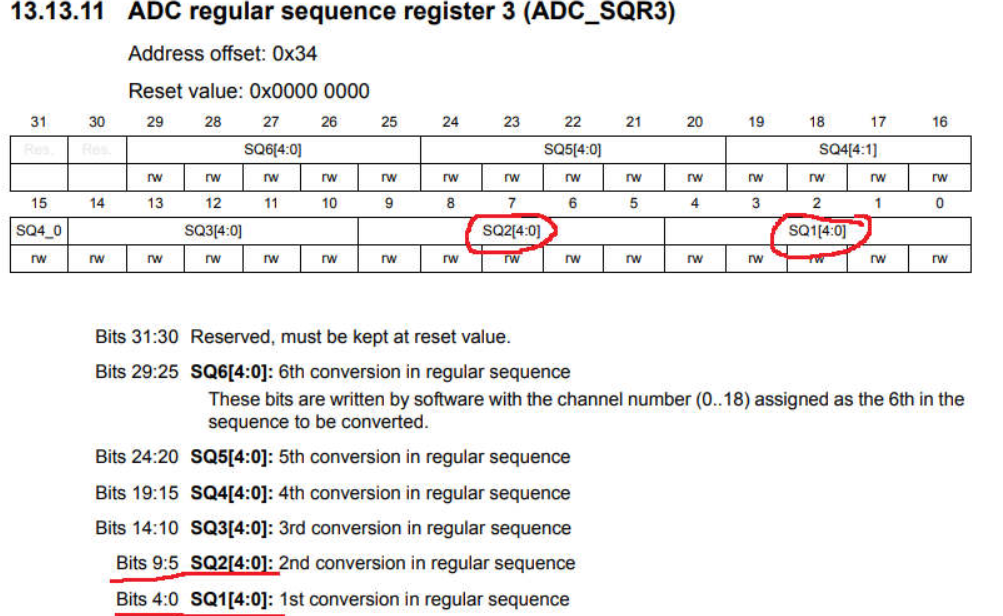 13.13.11 ADC regular sequence register 3 (ADC_SQR3)
Address offset: 0x34
Reset value: 0x0000 0000
31 30 29 28 27 26 25 24 23 22 21 20 19 18 17 16
Res. Res. SQ6[4:0] SQ5[4:0] SQ4[4:1]
rw rw rw rw rw rw rw rw rw rw rw rw rw rw
15 14 13 12 11 10 9 8 7 6 5 4 3 2 1 0
SQ4_0 SQ3[4:0] SQ2[4:0] SQ1[4:0]
rw rw rw rw rw rw rw rw rw rw rw rw rw rw rw rw
Bits 31:30 Reserved, must be kept at reset value.
Bits 29:25 SQ6[4:0]: 6th conversion in regular sequence
These bits are written by software with the channel number (0..18) assigned as the 6th in the
sequence to be converted.
Bits 24:20 SQ5[4:0]: 5th conversion in regular sequence
Bits 19:15 SQ4[4:0]: 4th conversion in regular sequence
Bits 14:10 SQ3[4:0]: 3rd conversion in regular sequence
Bits 9:5 SQ2[4:0]: 2nd conversion in regular sequence
Bits 4:0 SQ1[4:0]: 1st conversion in regular sequence